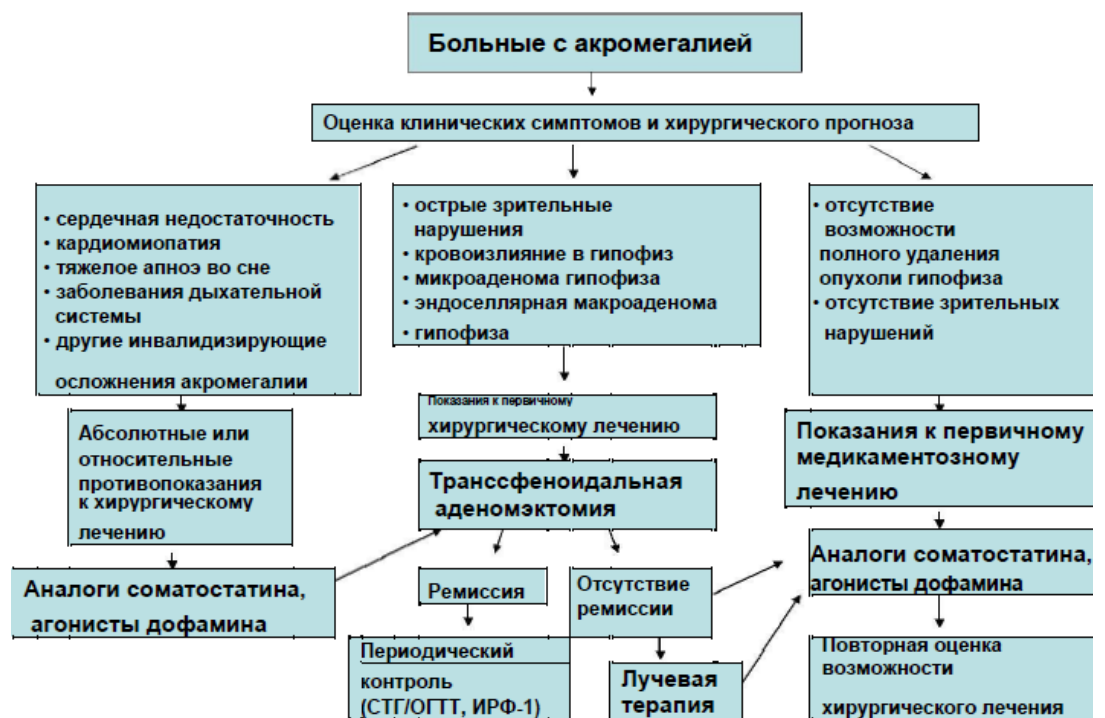 Больные с акромегалией
Оценка клинических симптомов и хирургического прогноза
• сердечная недостаточность
• кардиомиопатия
• тяжелое апноэ во сне
• заболевания дыхательной
системы
• другие инвалидизирующие
осложнения акромегалии
• острые зрительные
нарушения
• кровоизлияние в гипофиз
• микроаденома гипофиза
• эндоселлярная макроаденома
• гипофиза
• отсутствие
возможности
полного удаления
опухоли гипофиза
• отсутствие зрительных
нарушений
Абсолютные или
относительные
противопоказания
к хирургическому
лечению
Показания к первичному
хирургическому лечению
Показания к первичному
медикаментозному
лечению
Транссфеноидальная
аденомэктомия
Аналоги соматостатина,
агонисты дофамина
Ремиссия
Отсутствие
ремиссии
Аналоги соматостатина,
агонисты дофамина
Периодический
контроль
(СТГ/ОГТТ, ИРФ-1)
Лучевая
терапия
Повторная оценка
возможности
хирургического лечения